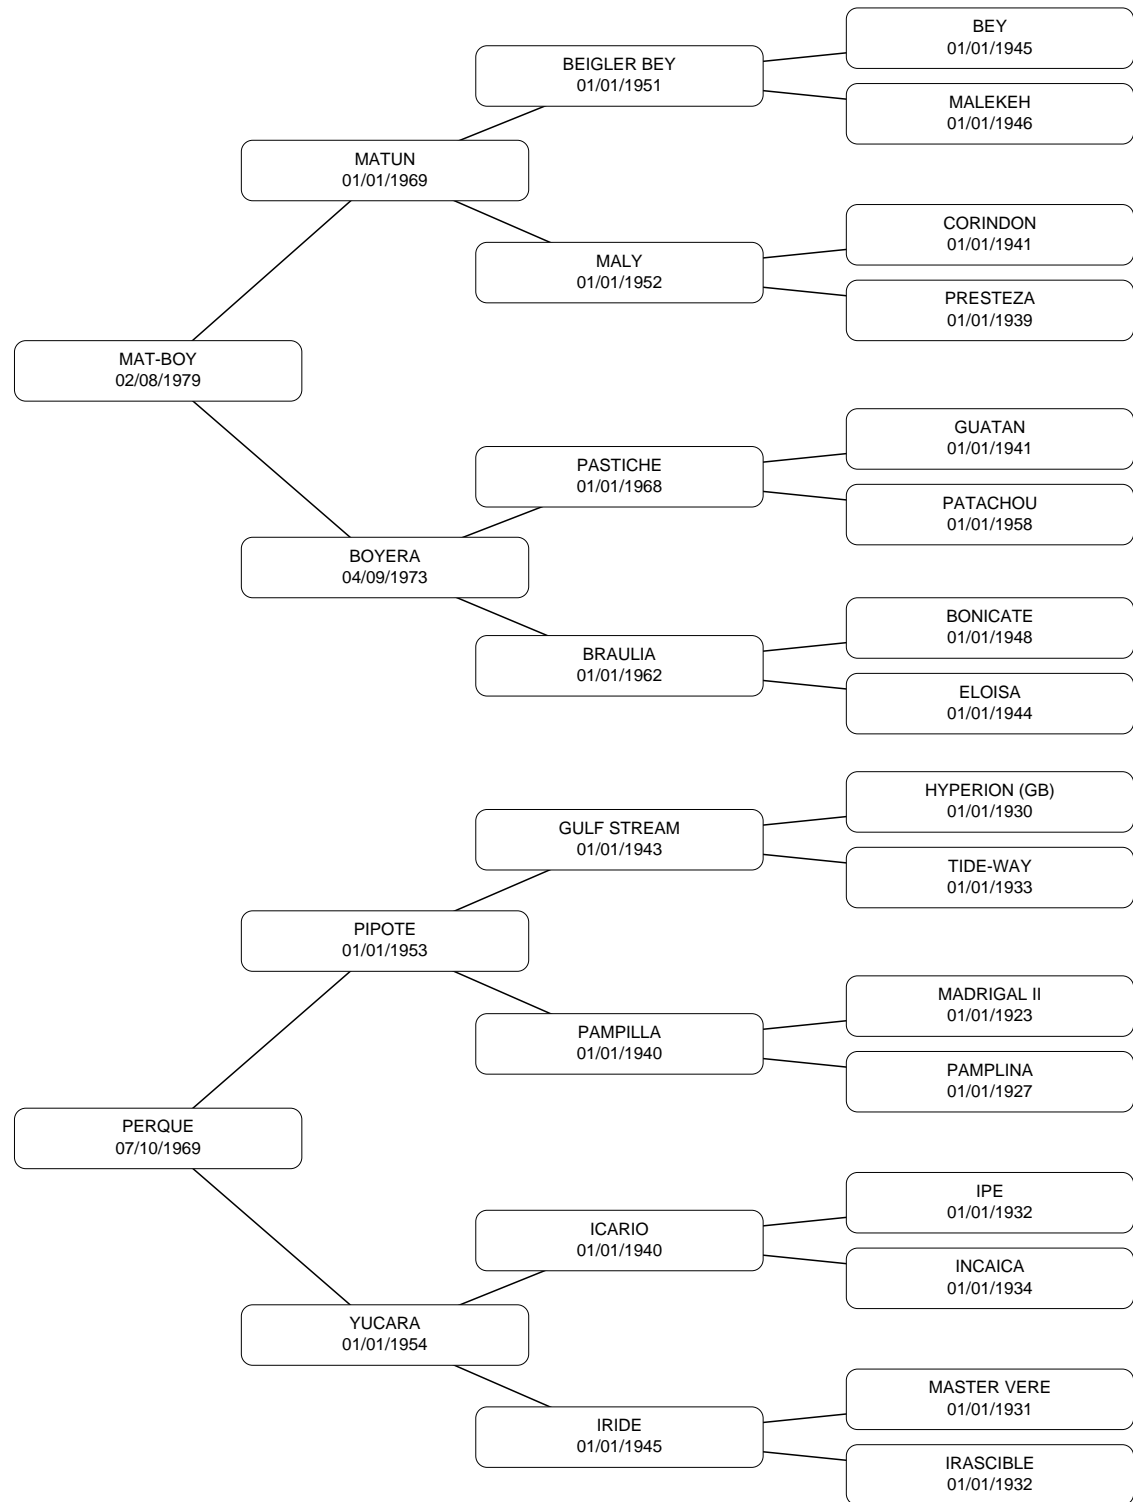 BEY
01/01/1945
BEIGLER BEY
01/01/1951
MALEKEH
01/01/1946
MATUN
01/01/1969
CORINDON
01/01/1941
MALY
01/01/1952
PRESTEZA
01/01/1939
MAT-BOY
02/08/1979
GUATAN
01/01/1941
PASTICHE
01/01/1968
PATACHOU
01/01/1958
BOYERA
04/09/1973
BONICATE
01/01/1948
BRAULIA
01/01/1962
ELOISA
01/01/1944
HYPERION (GB)
01/01/1930
GULF STREAM
01/01/1943
TIDE-WAY
01/01/1933
PIPOTE
01/01/1953
MADRIGAL II
01/01/1923
PAMPILLA
01/01/1940
PAMPLINA
01/01/1927
PERQUE
07/10/1969
IPE
01/01/1932
ICARIO
01/01/1940
INCAICA
01/01/1934
YUCARA
01/01/1954
MASTER VERE
01/01/1931
IRIDE
01/01/1945
IRASCIBLE
01/01/1932